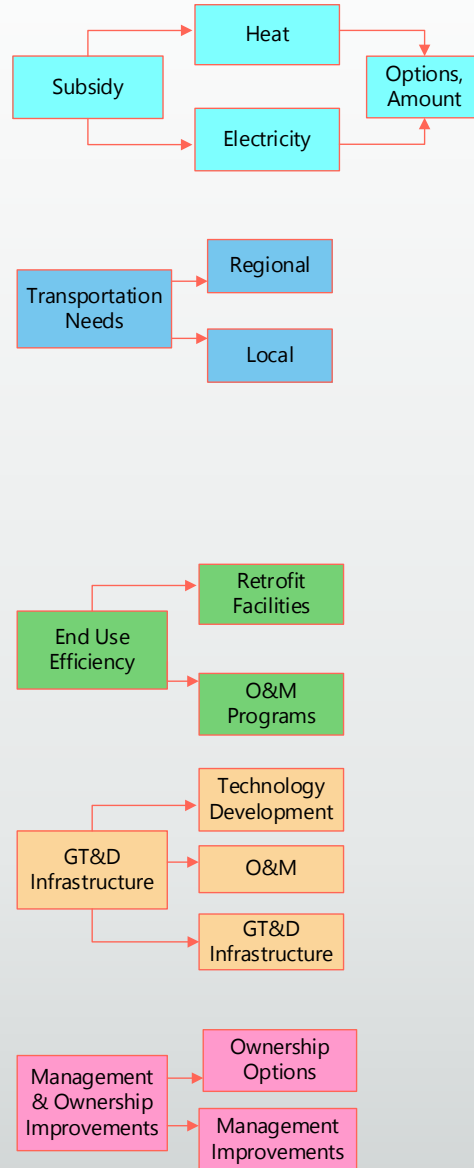 Heat
Subsidy
Options,
Amount
Electricity
Regional
Transportation
Needs
Local
Retrofit
Facilities
End Use
Efficiency
O&M
Programs
Technology
Development
GT&D
Infrastructure
O&M
GT&D
Infrastructure
Ownership
Options
Management
& Ownership
Improvements
Management
Improvements